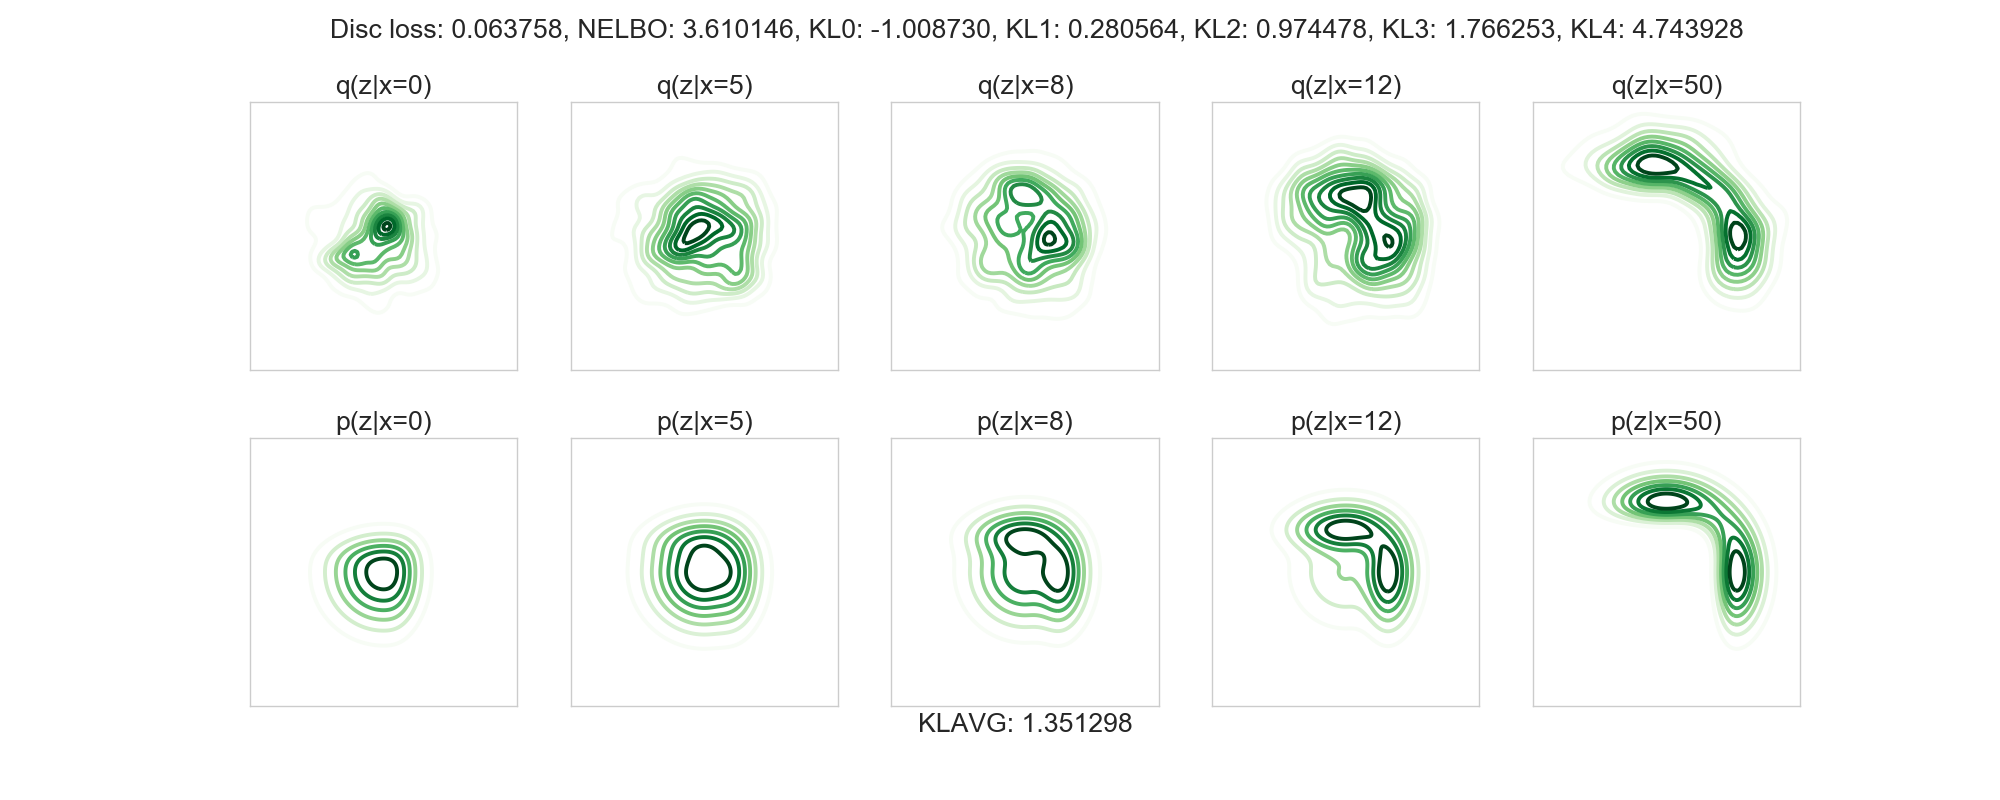 Disc loss: 0.063758, NELBO: 3.610146, KL0: -1.008730, KL1: 0.280564, KL2: 0.974478, KL3: 1.766253, KL4: 4.743928
q(z|x=0) q(z|x=5) q(z|x=8) q(z|x=12) q(z|x=50)
p(z|x=0) p(z|x=5) p(z|x=8) p(z|x=12) p(z|x=50)
KLAVG: 1.351298